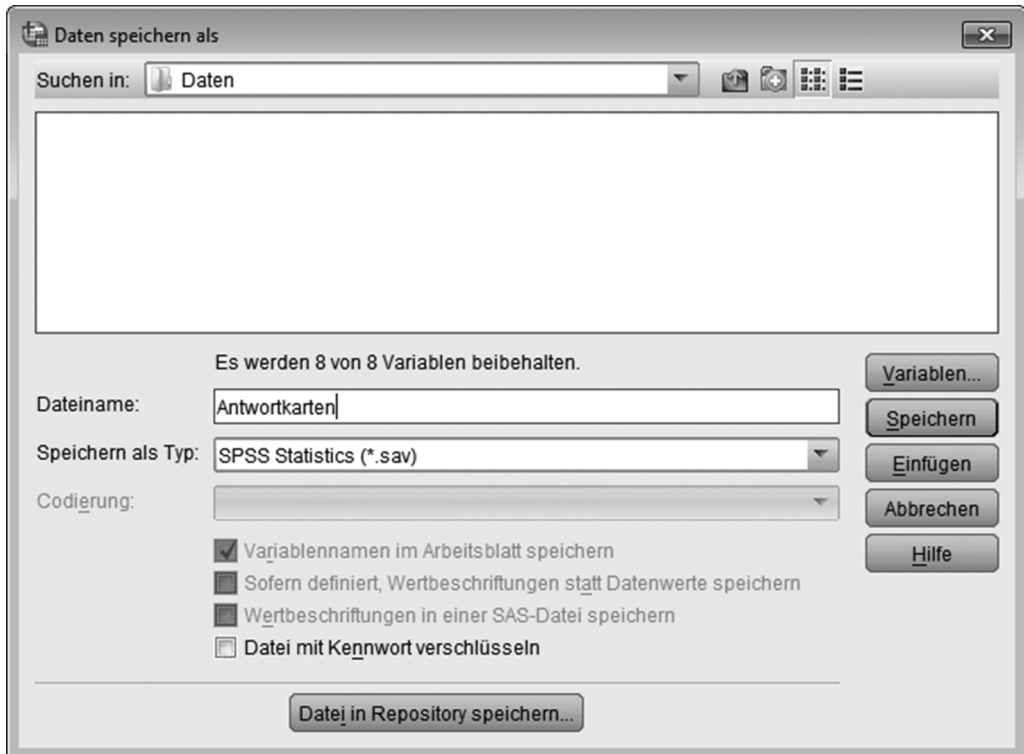 Daten speichern als
Suchen in: Daten
Es werden 8 von 8 Variablen beibehalten.
Dateiname: Antwortkarten
Speichern als Typ: SPSS Statistics (*.sav)
Codierung:
Variablennamen im Arbeitsblatt speichern
Sofern definiert, Wertbeschriftungen statt Datenwerte speichern
Wertbeschriftungen in einer SAS-Datei speichern
Datei mit Kennwort verschlüsseln
Variablen...
Speichern
Einfügen
Abbrechen
Hilfe
Datei in Repository speichern...